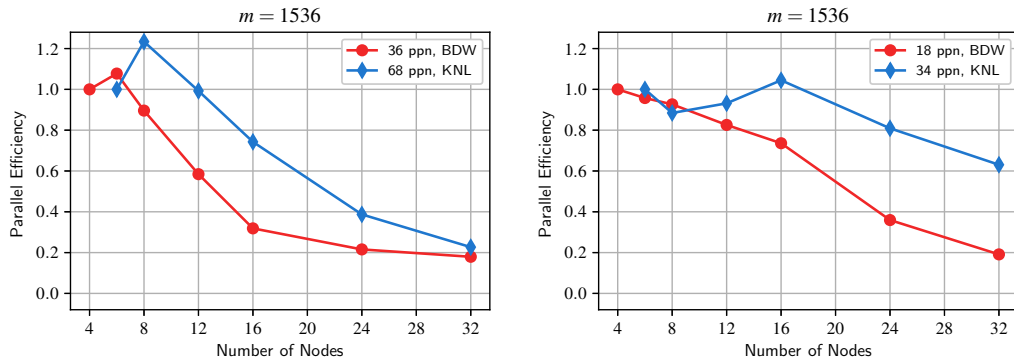 m = 1536
36 ppn, BDW
68 ppn, KNL
1.2
1.0
0.8
0.6
0.4
0.2
0.0
Parallel Efficiency
4 8 12 16 20 24 28 32
Number of Nodes
m = 1536
18 ppn, BDW
34 ppn, KNL
1.2
1.0
0.8
0.6
0.4
0.2
0.0
Parallel Efficiency
4 8 12 16 20 24 28 32
Number of Nodes